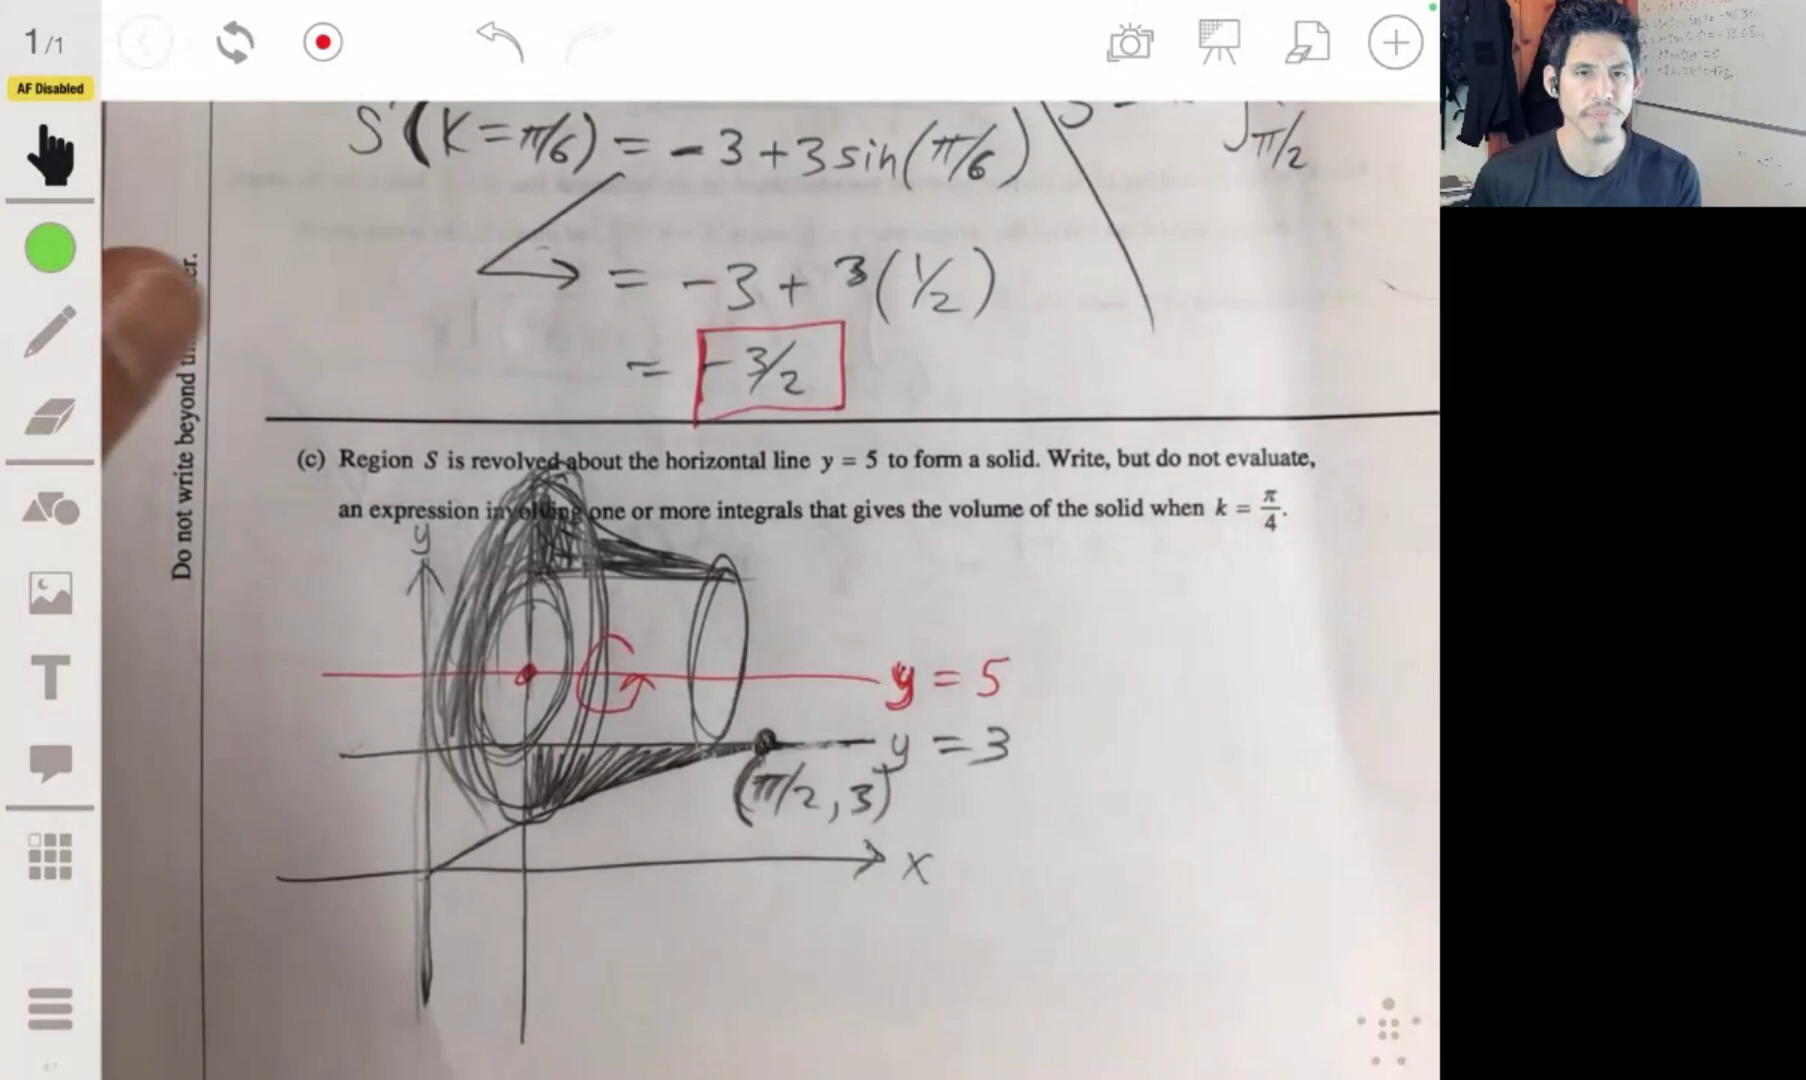 1/1
AF Disabled
S'(K=π/6) = -3+3sin(π/6)
π/2
= -3+3(1/2)
= -3/2
Do not write beyond
(c) Region S is revolved about the horizontal line y = 5 to form a solid. Write, but do not evaluate,
an expression involving one or more integrals that gives the volume of the solid when k = π/4.
y
y = 5
y = 3
(π/2, 3)
x
T